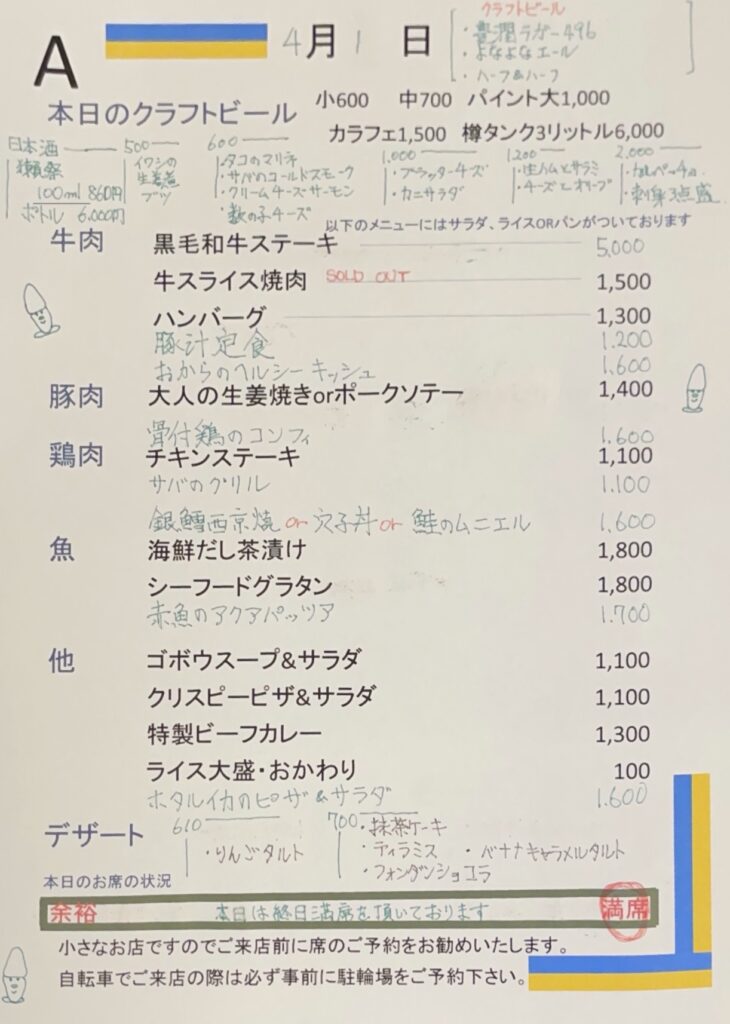 A
4月1日
クラフトビール
・豊潤ラガー496
・よなよなエール
・ハーフ&ハーフ
本日のクラフトビール 小600 中700 パイント大1,000
カラフェ1,500 樽タンク3リットル6,000
日本酒
獺祭
100ml 860円
ボトル 6.000円
500
イワシの
生姜煮
600
・タコのマリネ
・サバのコールドスモーク
・クリームチーズサーモン
・数の子チーズ
1,000
・ブラッターチーズ
・カニサラダ
1.200
・生ハムとサラミ
・チーズとオリーブ
2,000
・カルパッチョ
・刺身3点盛
以下のメニューにはサラダ、ライスORパンがついております
牛肉 黒毛和牛ステーキ 5,000
牛スライス焼肉 SOLD OUT 1,500
ハンバーグ 1,300
豚汁定食 1.200
おからのヘルシーキッシュ 1.600
豚肉 大人の生姜焼きorポークソテー 1,400
骨付鶏のコンフィ 1.600
鶏肉 チキンステーキ 1,100
サバのグリル 1.100
銀鱈西京焼 or 穴子丼 or 鮭のムニエル 1.600
魚 海鮮だし茶漬け 1,800
シーフードグラタン 1,800
赤魚のアクアパッツア 1.700
他 ゴボウスープ&サラダ 1,100
クリスピーピザ&サラダ 1,100
特製ビーフカレー 1,300
ライス大盛・おかわり 100
ホタルイカのピザ&サラダ 1.600
デザート
610
・りんごタルト
700
・抹茶ケーキ
・ティラミス ・バナナキャラメルタルト
・フォンダンショコラ
本日のお席の状況
余裕 本日は終日満席を頂いております 満席
小さなお店ですのでご来店前に席のご予約をお勧めいたします。
自転車でご来店の際は必ず事前に駐輪場をご予約下さい。